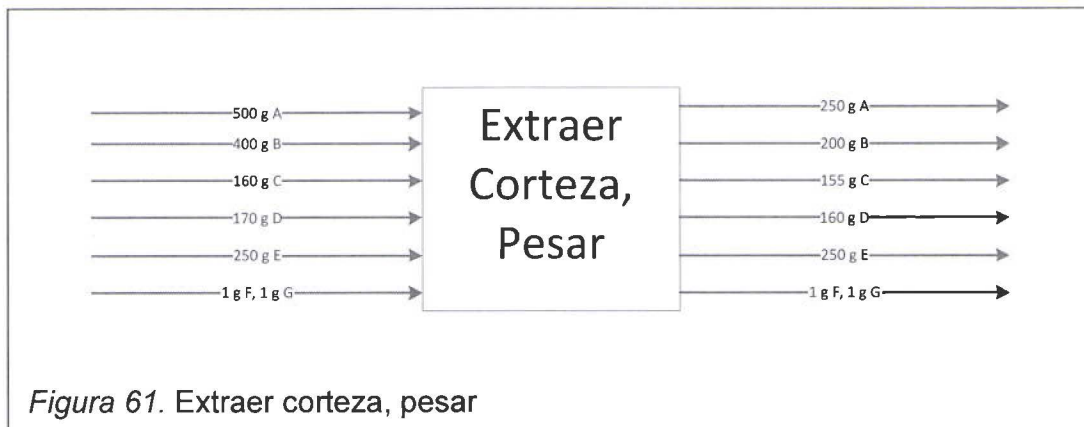 500 g A
400 g B
160 g C
170 g D
250 g E
1 g F, 1 g G
Extraer
Corteza,
Pesar
250 g A
200 g B
155 g C
160 g D
250 g E
1 g F, 1 g G
Figura 61. Extraer corteza, pesar